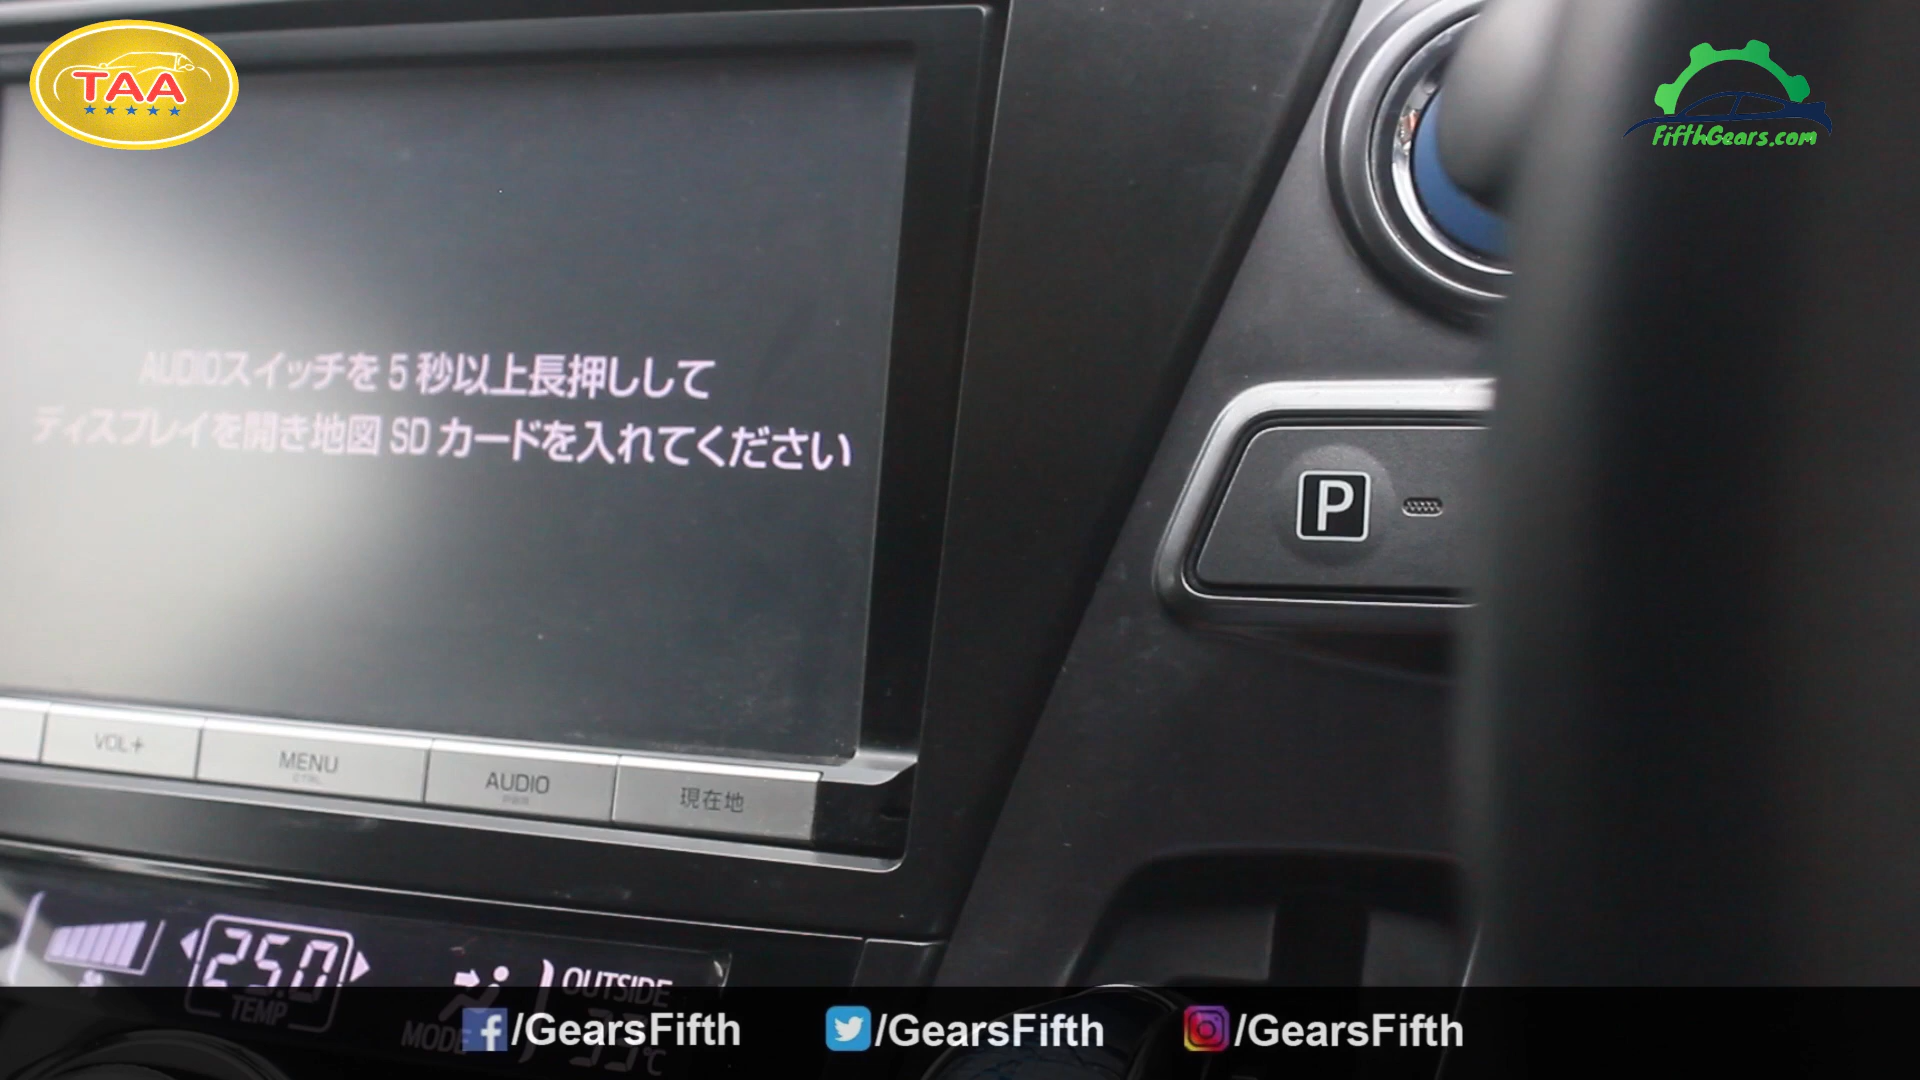 TAA
FifthGears.com
AUDIOスイッチを5秒以上長押しして
ディスプレイを開き地図SDカードを入れてください
P
VOL+
MENU
CTRL
AUDIO
現在地
25.0
TEMP
MODE
OUTSIDE
33℃
/GearsFifth
/GearsFifth
/GearsFifth